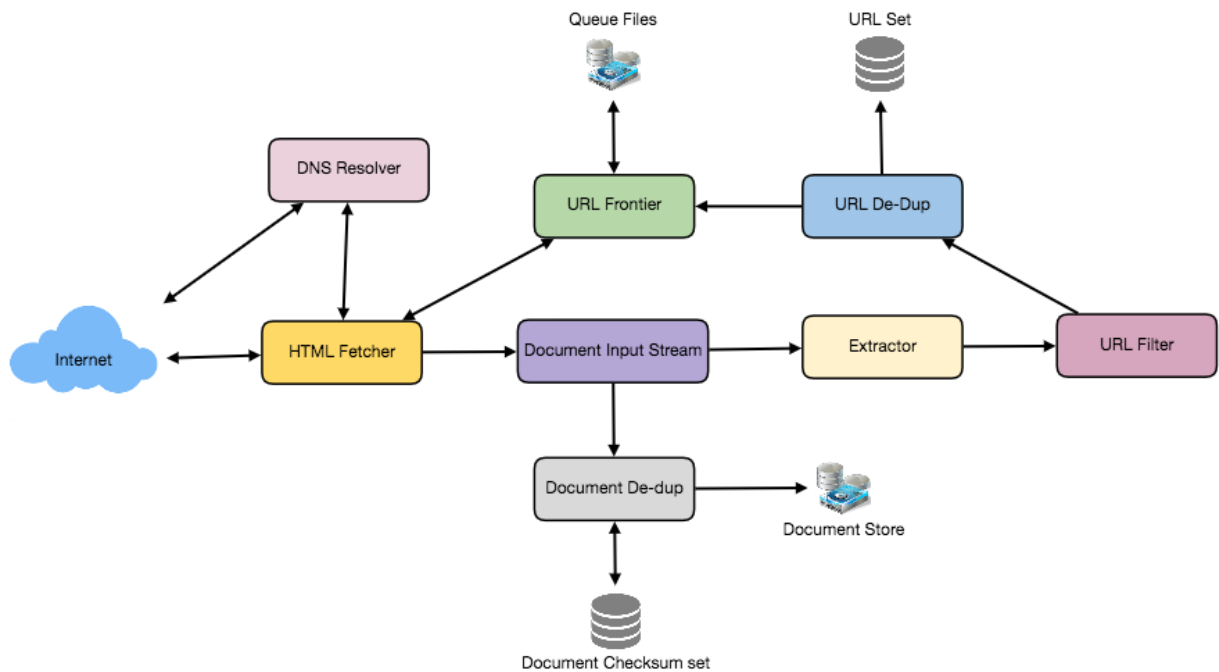 Queue Files
URL Set
DNS Resolver
URL Frontier
URL De-Dup
Internet
HTML Fetcher
Document Input Stream
Extractor
URL Filter
Document De-dup
Document Store
Document Checksum set